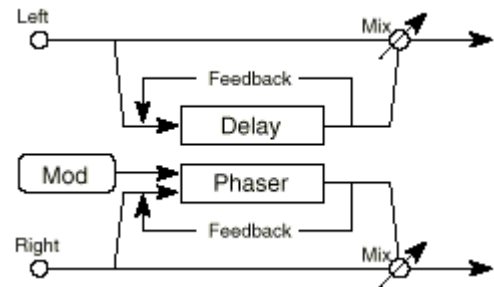 Left
Mix
Feedback
Delay
Mod
Phaser
Feedback
Right
Mix